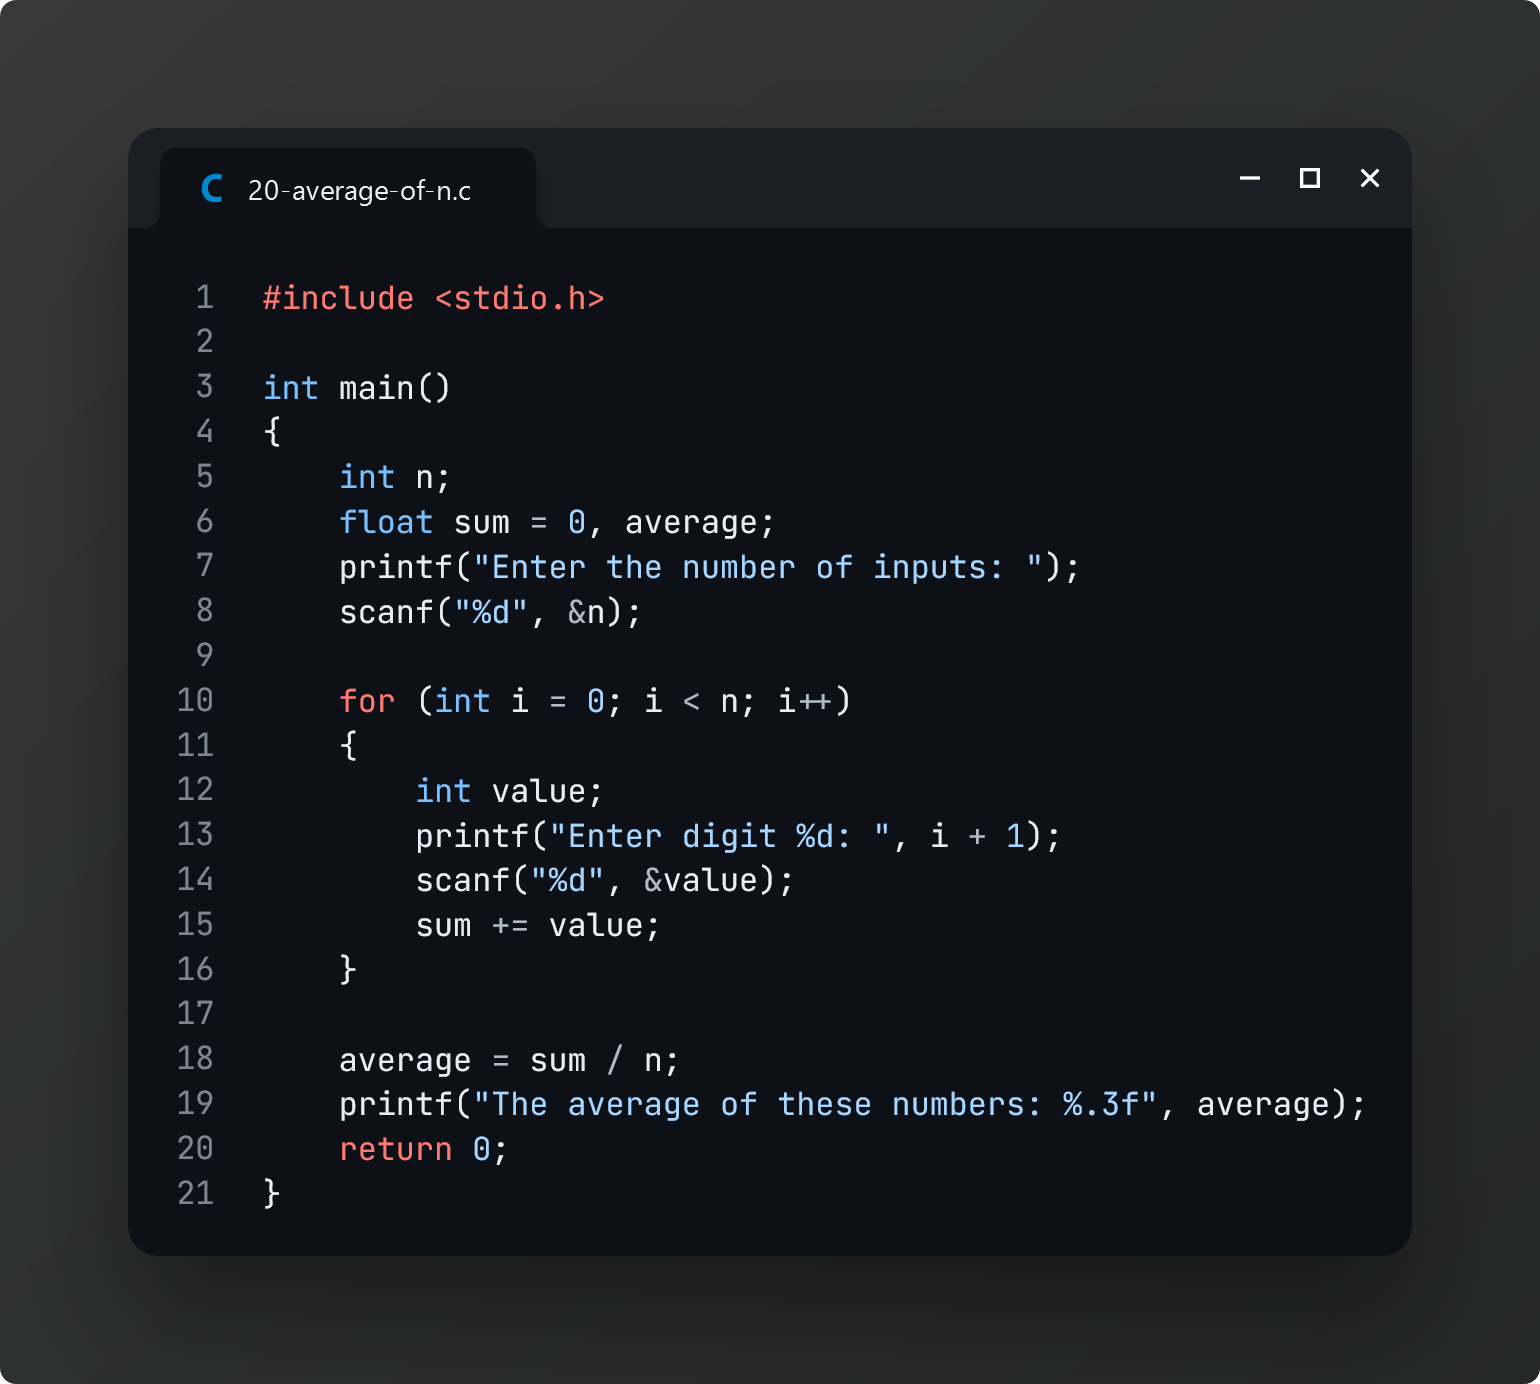 20-average-of-n.c
1 #include <stdio.h>
2
3 int main()
4 {
5     int n;
6     float sum = 0, average;
7     printf("Enter the number of inputs: ");
8     scanf("%d", &n);
9
10     for (int i = 0; i < n; i++)
11     {
12         int value;
13         printf("Enter digit %d: ", i + 1);
14         scanf("%d", &value);
15         sum += value;
16     }
17
18     average = sum / n;
19     printf("The average of these numbers: %.3f", average);
20     return 0;
21 }